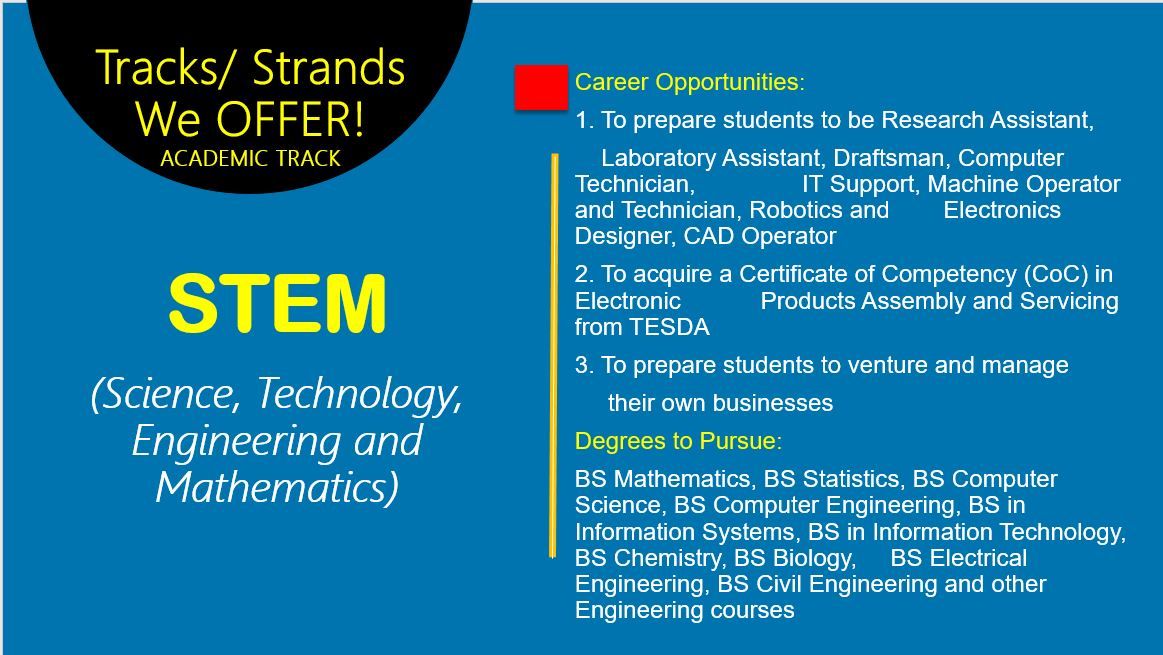 Tracks/ Strands
We OFFER!
ACADEMIC TRACK
STEM
(Science, Technology,
Engineering and
Mathematics)
Career Opportunities:
1. To prepare students to be Research Assistant,
Laboratory Assistant, Draftsman, Computer
Technician, IT Support, Machine Operator
and Technician, Robotics and Electronics
Designer, CAD Operator
2. To acquire a Certificate of Competency (CoC) in
Electronic Products Assembly and Servicing
from TESDA
3. To prepare students to venture and manage
their own businesses
Degrees to Pursue:
BS Mathematics, BS Statistics, BS Computer
Science, BS Computer Engineering, BS in
Information Systems, BS in Information Technology,
BS Chemistry, BS Biology, BS Electrical
Engineering, BS Civil Engineering and other
Engineering courses